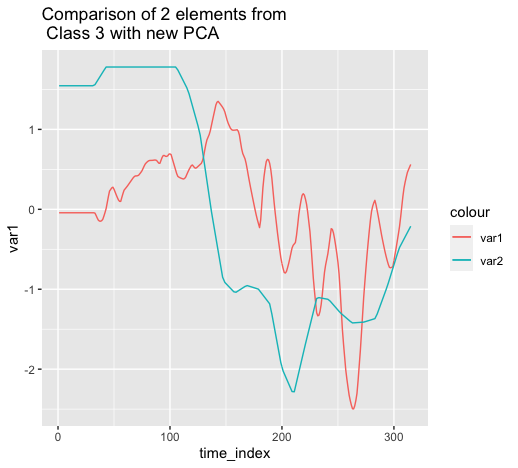 Comparison of 2 elements from
Class 3 with new PCA
var1
1
0
-1
-2
0
100
200
300
time_index
colour
var1
var2